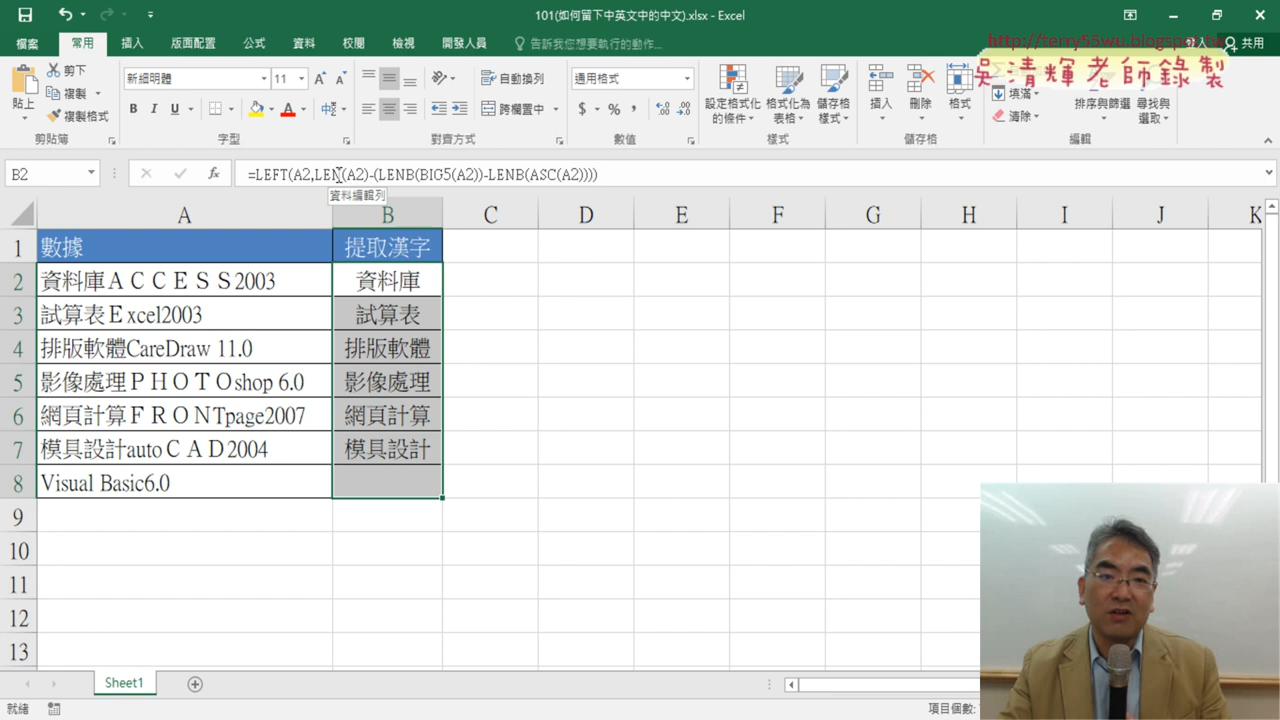 101(如何留下中英文中的中文).xlsx - Excel
檔案 常用 插入 版面配置 公式 資料 校閱 檢視 開發人員 告訴我您想要執行的動作... 共用
http://terry55wu.blogspot.tw
吳清輝老師錄製
貼上 剪下 複製 複製格式 剪貼簿
新細明體 11 B I U A 中 字型
自動換列 跨欄置中 對齊方式
通用格式 $ % , 數值
設定格式化的條件 格式化為表格 儲存格樣式 樣式
插入 刪除 格式 儲存格
填滿 清除 排序與篩選 尋找與選取 編輯
B2 fx =LEFT(A2,LEN(A2)-(LENB(BIG5(A2))-LENB(ASC(A2))))
資料編輯列
A B C D E F G H I J K
1 數據 提取漢字
2 資料庫ＡＣＣＥＳＳ2003 資料庫
3 試算表Ｅxcel2003 試算表
4 排版軟體CareDraw 11.0 排版軟體
5 影像處理ＰＨＯＴＯshop 6.0 影像處理
6 網頁計算ＦＲＯＮTpage2007 網頁計算
7 模具設計autoＣＡＤ2004 模具設計
8 Visual Basic6.0
9
10
11
12
13
Sheet1
就緒 項目個數: